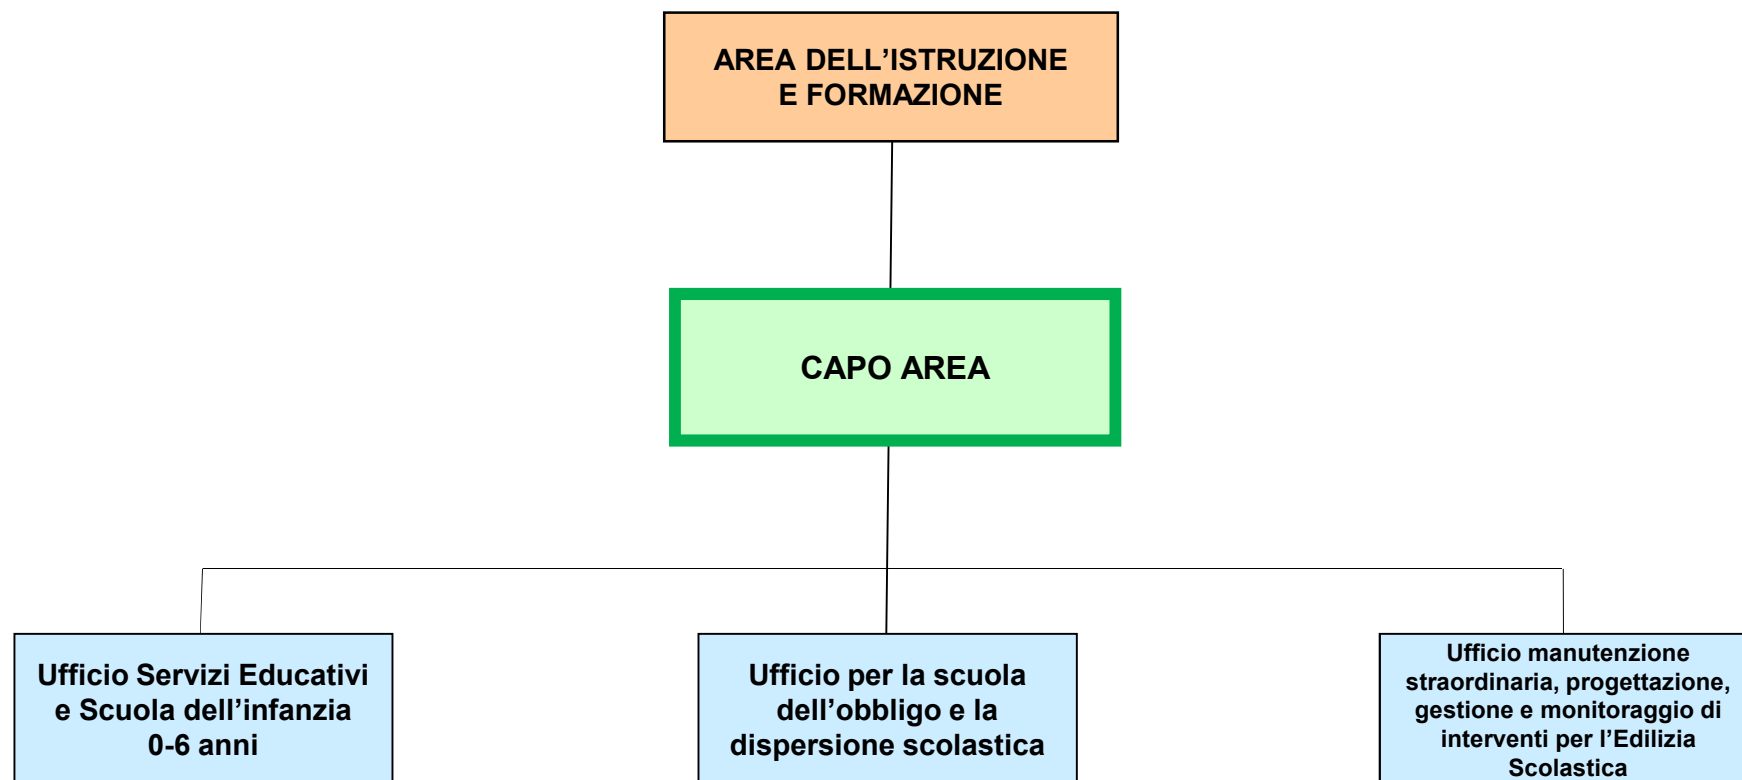 AREA DELL’ISTRUZIONE
E FORMAZIONE
CAPO AREA
Ufficio Servizi Educativi
e Scuola dell’infanzia
0-6 anni
Ufficio per la scuola
dell’obbligo e la
dispersione scolastica
Ufficio manutenzione
straordinaria, progettazione,
gestione e monitoraggio di
interventi per l’Edilizia
Scolastica